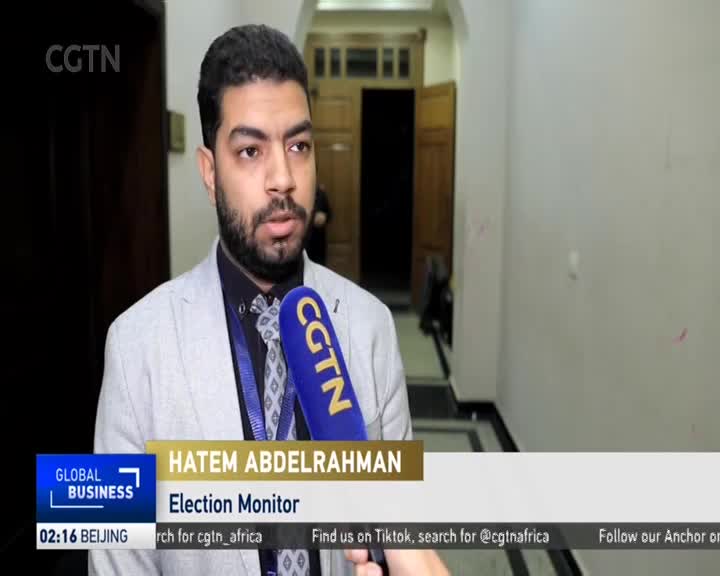 CGTN
CGTN
HATEM ABDELRAHMAN
GLOBAL
BUSINESS
Election Monitor
02:16 BEIJING
rch for cgtn_africa Find us on Tiktok, search for @cgtnafrica Follow our Anchor on